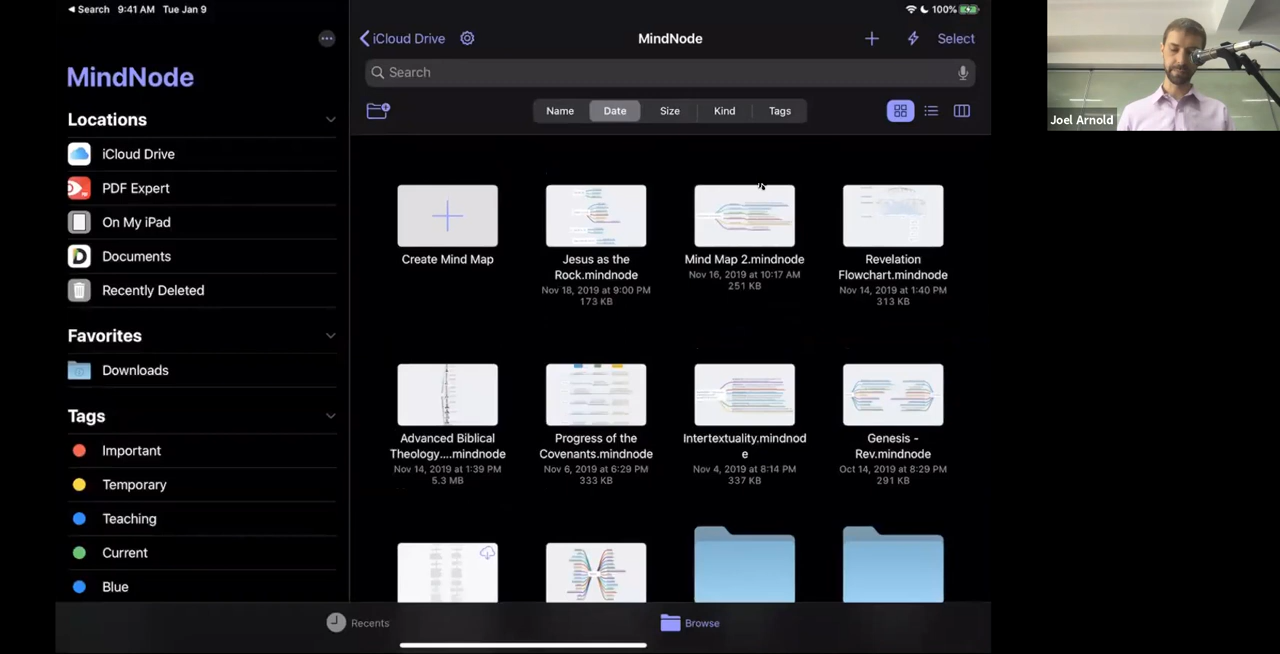 ◀ Search 9:41 AM Tue Jan 9
100%
MindNode
Locations
iCloud Drive
PDF Expert
On My iPad
Documents
Recently Deleted
Favorites
Downloads
Tags
Important
Temporary
Teaching
Current
Blue
iCloud Drive
MindNode
Select
Search
Name
Date
Size
Kind
Tags
Create Mind Map
Jesus as the
Rock.mindnode
Nov 18, 2019 at 9:00 PM
173 KB
Mind Map 2.mindnode
Nov 16, 2019 at 10:17 AM
251 KB
Revelation
Flowchart.mindnode
Nov 14, 2019 at 1:40 PM
313 KB
Advanced Biblical
Theology....mindnode
Nov 14, 2019 at 1:39 PM
5.3 MB
Progress of the
Covenants.mindnode
Nov 6, 2019 at 6:29 PM
333 KB
Intertextuality.mindnod
e
Nov 4, 2019 at 8:14 PM
337 KB
Genesis -
Rev.mindnode
Oct 14, 2019 at 8:29 PM
291 KB
Recents
Browse
Joel Arnold